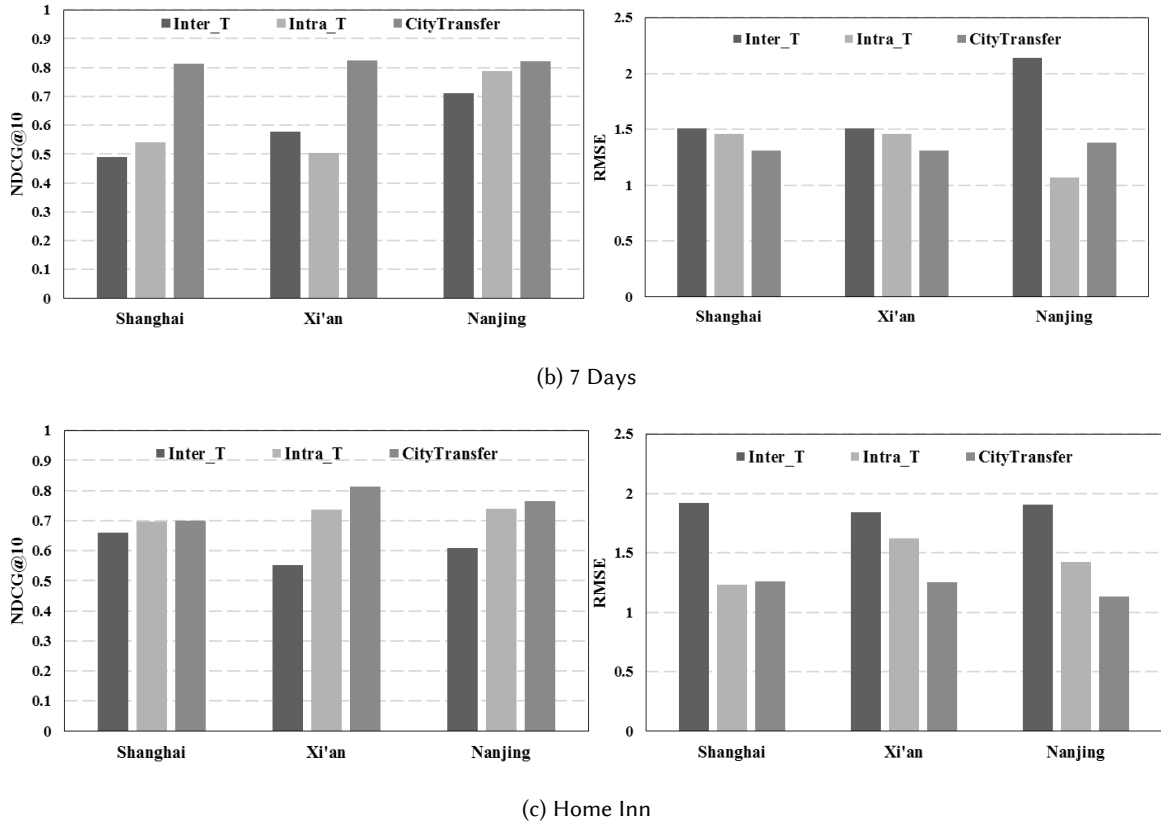 1
0.9
0.8
0.7
0.6
0.5
0.4
0.3
0.2
0.1
0
NDCG@10
Inter_T Intra_T CityTransfer
Shanghai Xi'an Nanjing
2.5
2
1.5
1
0.5
0
RMSE
Inter_T Intra_T CityTransfer
Shanghai Xi'an Nanjing
(b) 7 Days
1
0.9
0.8
0.7
0.6
0.5
0.4
0.3
0.2
0.1
0
NDCG@10
Inter_T Intra_T CityTransfer
Shanghai Xi'an Nanjing
2.5
2
1.5
1
0.5
0
RMSE
Inter_T Intra_T CityTransfer
Shanghai Xi'an Nanjing
(c) Home Inn